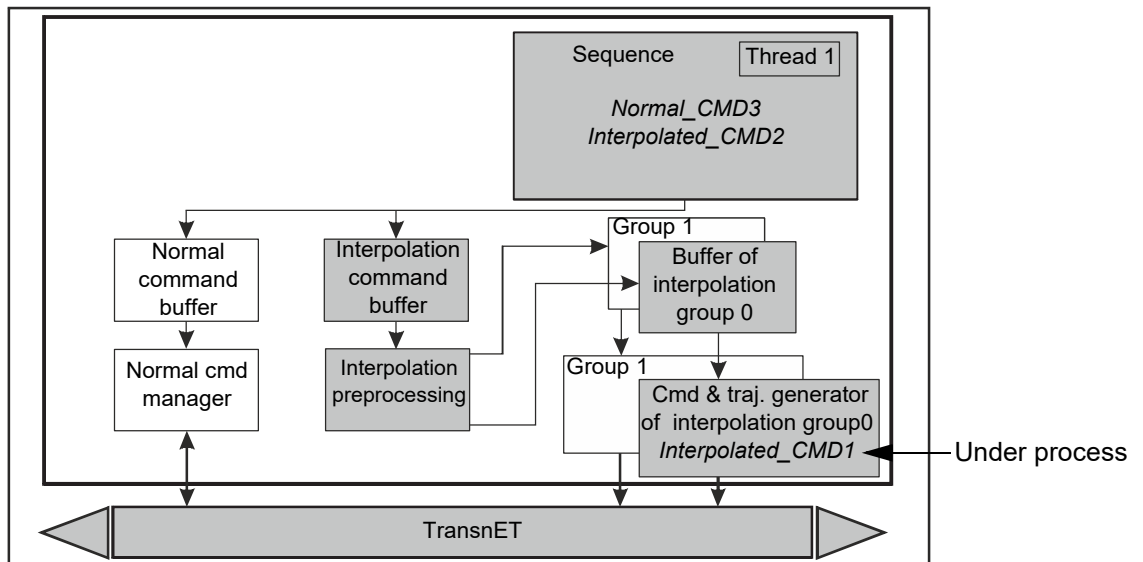 Sequence
Thread 1
Normal_CMD3
Interpolated_CMD2
Normal
command
buffer
Interpolation
command
buffer
Group 1
Buffer of
interpolation
group 0
Normal cmd
manager
Interpolation
preprocessing
Group 1
Cmd & traj. generator
of interpolation group0
Interpolated_CMD1
Under process
TransnET